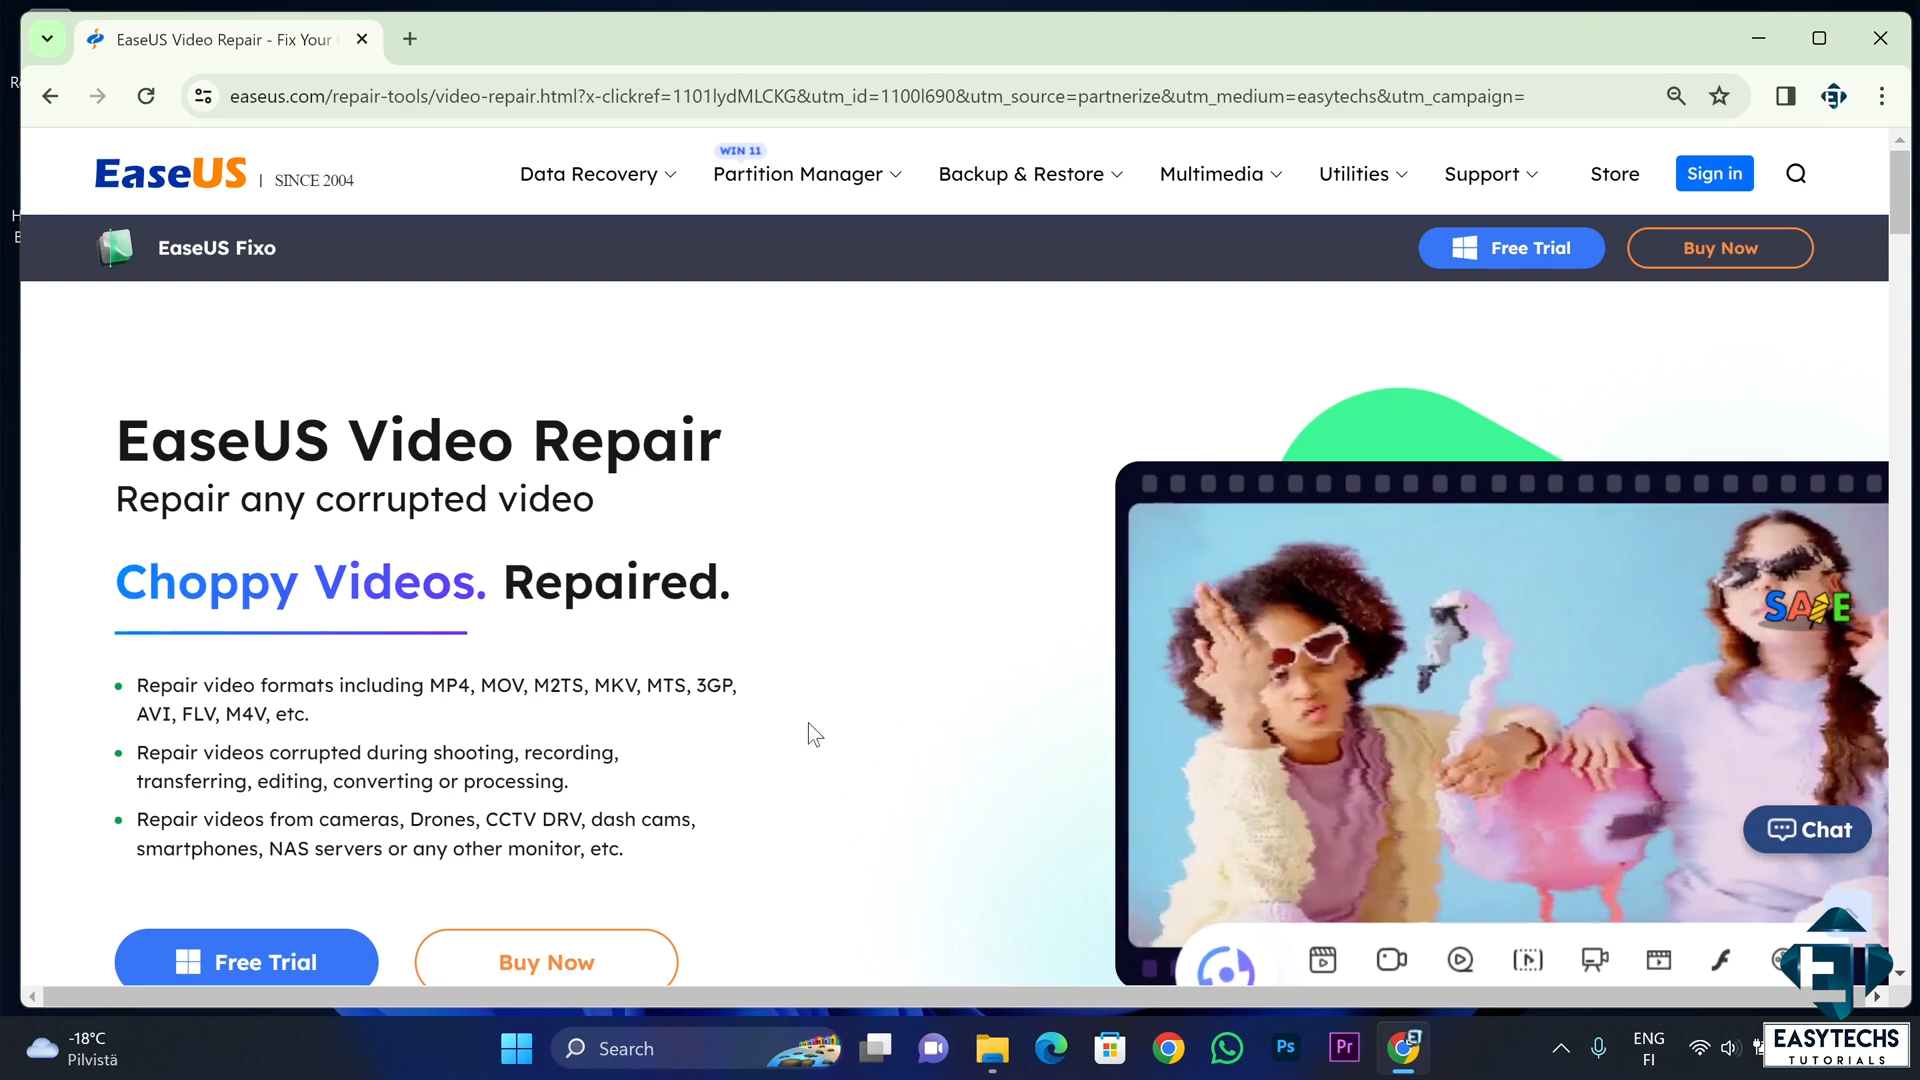 EaseUS Video Repair - Fix Your
easeus.com/repair-tools/video-repair.html?x-clickref=1101lydMLCKG&utm_id=1100l690&utm_source=partnerize&utm_medium=easytechs&utm_campaign=
EaseUS | SINCE 2004
Data Recovery
WIN 11
Partition Manager
Backup & Restore
Multimedia
Utilities
Support
Store
Sign in
EaseUS Fixo
Free Trial
Buy Now
EaseUS Video Repair
Repair any corrupted video
Choppy Videos. Repaired.
Repair video formats including MP4, MOV, M2TS, MKV, MTS, 3GP,
AVI, FLV, M4V, etc.
Repair videos corrupted during shooting, recording,
transferring, editing, converting or processing.
Repair videos from cameras, Drones, CCTV DRV, dash cams,
smartphones, NAS servers or any other monitor, etc.
Free Trial
Buy Now
SALE
Chat
-18°C
Pilvistä
Search
Ps
Pr
ENG
FI
EASYTECHS
TUTORIALS